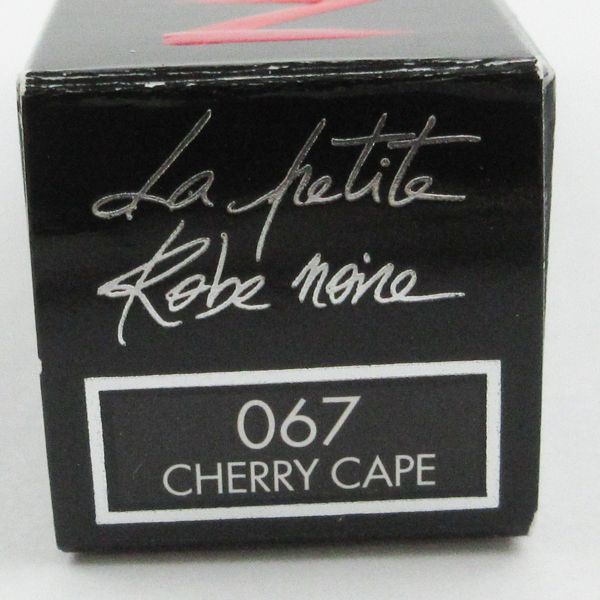 La petite
Robe noire
067
CHERRY CAPE